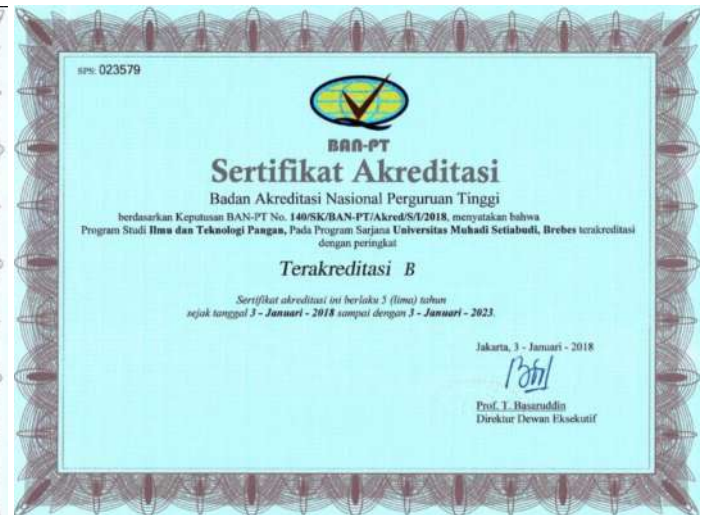 SPS: 023579
BAN-PT
Sertifikat Akreditasi
Badan Akreditasi Nasional Perguruan Tinggi
berdasarkan Keputusan BAN-PT No. 140/SK/BAN-PT/Akred/S/I/2018, menyatakan bahwa
Program Studi Ilmu dan Teknologi Pangan, Pada Program Sarjana Universitas Muhadi Setiabudi, Brebes terakreditasi
dengan peringkat
Terakreditasi B
Sertifikat akreditasi ini berlaku 5 (lima) tahun
sejak tanggal 3 - Januari - 2018 sampai dengan 3 - Januari - 2023.
Jakarta, 3 - Januari - 2018
Prof. T. Basaruddin
Direktur Dewan Eksekutif